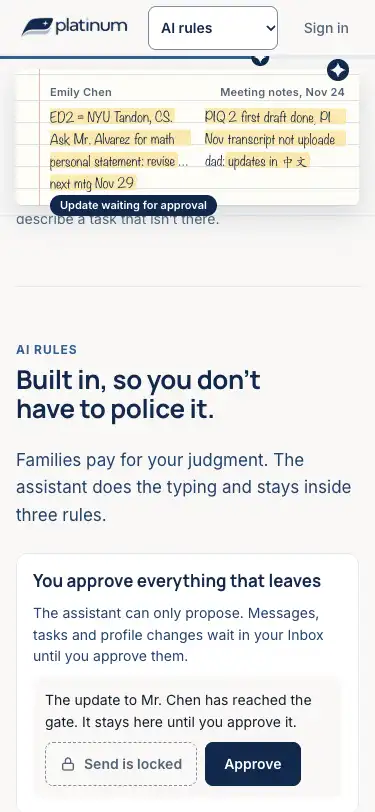 platinum
AI rules
Sign in
Emily Chen
Meeting notes, Nov 24
ED2 = NYU Tandon, CS.
PIQ 2 first draft done, PI
Ask Mr. Alvarez for math
Nov transcript not uploade
personal statement: revise ...
dad: updates in 中文
next mtg Nov 29
Update waiting for approval
describe a task that isn't there.
AI RULES
Built in, so you don't
have to police it.
Families pay for your judgment. The
assistant does the typing and stays inside
three rules.
You approve everything that leaves
The assistant can only propose. Messages,
tasks and profile changes wait in your Inbox
until you approve them.
The update to Mr. Chen has reached the
gate. It stays here until you approve it.
Send is locked
Approve